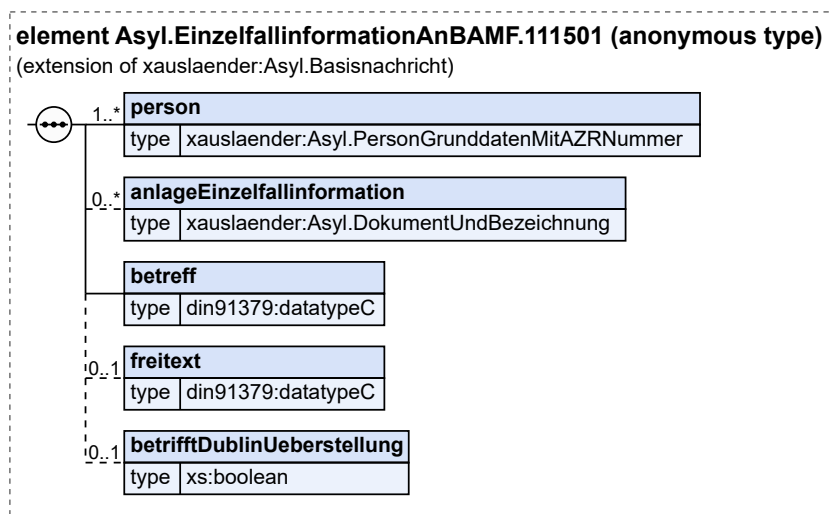 element Asyl.EinzelfallinformationAnBAMF.111501 (anonymous type)
(extension of xauslaender:Asyl.Basisnachricht)
1..* person
type xauslaender:Asyl.PersonGrunddatenMitAZRNummer
0..* anlageEinzelfallinformation
type xauslaender:Asyl.DokumentUndBezeichnung
betreff
type din91379:datatypeC
0..1 freitext
type din91379:datatypeC
0..1 betrifftDublinUeberstellung
type xs:boolean